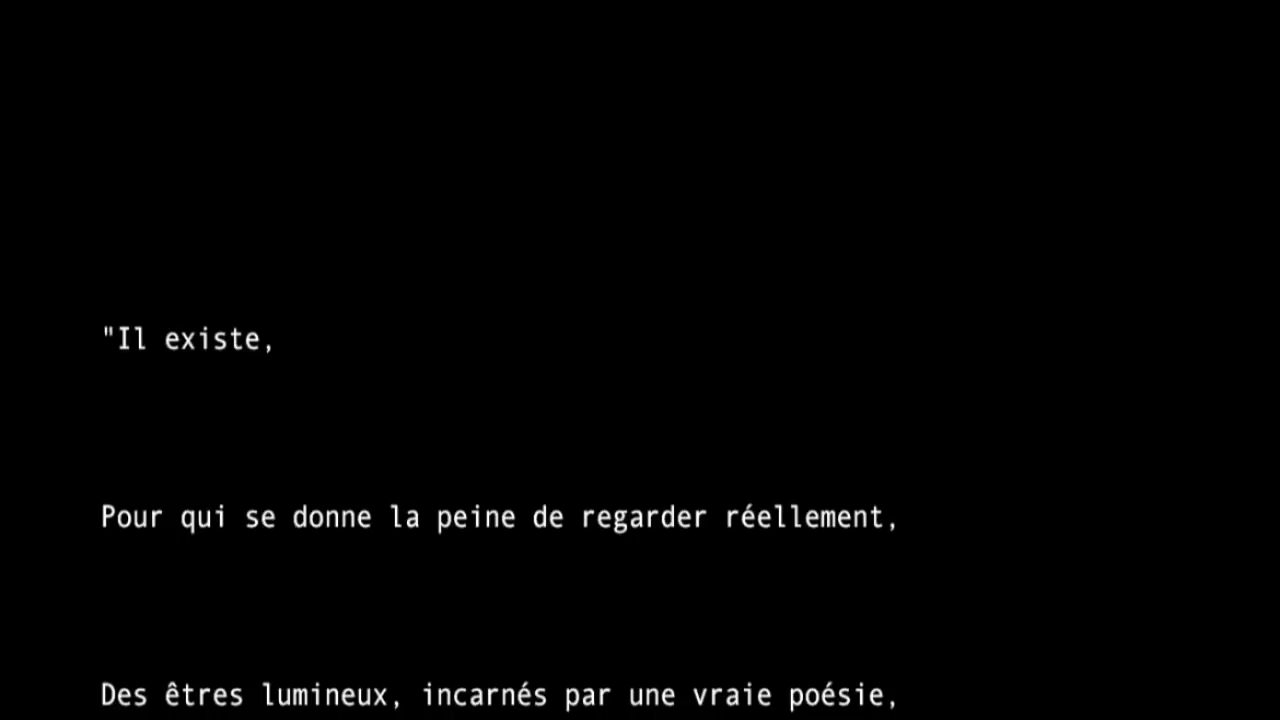 "Il existe,
Pour qui se donne la peine de regarder réellement,
Des êtres lumineux, incarnés par une vraie poésie,